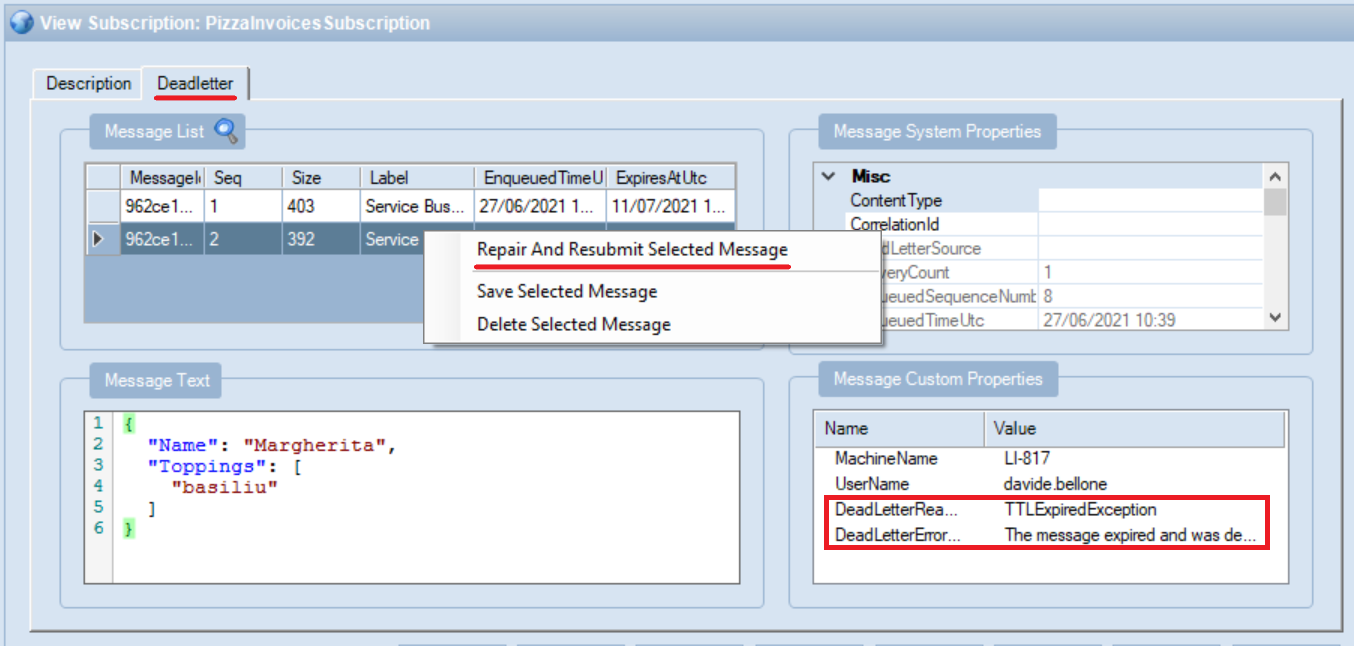 View Subscription: PizzaInvoicesSubscription
Description Deadletter
Message List
MessageI Seq Size Label EnqueuedTimeU ExpiresAtUtc
962ce1... 1 403 Service Bus... 27/06/2021 1... 11/07/2021 1...
962ce1... 2 392 Service
Repair And Resubmit Selected Message
Save Selected Message
Delete Selected Message
Message System Properties
Misc
ContentType
CorrelationId
dLetterSource
veryCount 1
ueuedSequenceNumb 8
ueuedTimeUtc 27/06/2021 10:39
Message Text
1 {
2 "Name": "Margherita",
3 "Toppings": [
4 "basiliu"
5 ]
6 }
Message Custom Properties
Name Value
MachineName LI-817
UserName davide.bellone
DeadLetterRea... TTLExpiredException
DeadLetterError... The message expired and was de...